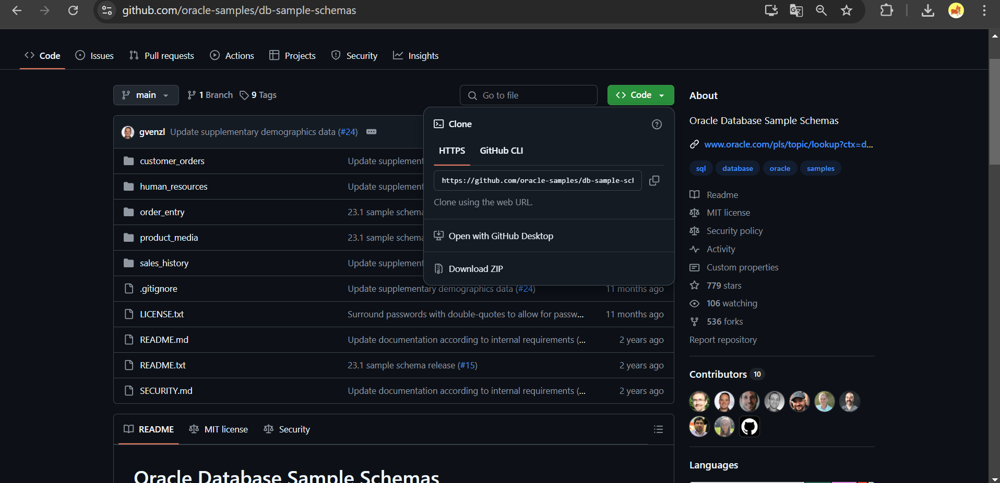 github.com/oracle-samples/db-sample-schemas
Code
Issues
Pull requests
Actions
Projects
Security
Insights
main
1 Branch
9 Tags
Go to file
Code
gvenzl Update supplementary demographics data (#24)
Clone
HTTPS
GitHub CLI
https://github.com/oracle-samples/db-sample-sch
Clone using the web URL.
Open with GitHub Desktop
Download ZIP
customer_orders Update supplement
human_resources Update supplement
order_entry 23.1 sample schema
product_media 23.1 sample schema
sales_history Update supplement
.gitignore Update supplementary demographics data (#24) 11 months ago
LICENSE.txt Surround passwords with double-quotes to allow for passw... 11 months ago
README.md Update documentation according to internal requirements (... 2 years ago
README.txt 23.1 sample schema release (#15) 2 years ago
SECURITY.md Update documentation according to internal requirements (... 2 years ago
README
MIT license
Security
Oracle Database Sample Schemas
About
Oracle Database Sample Schemas
www.oracle.com/pls/topic/lookup?ctx=d...
sql database oracle samples
Readme
MIT license
Security policy
Activity
Custom properties
779 stars
106 watching
536 forks
Report repository
Contributors 10
Languages